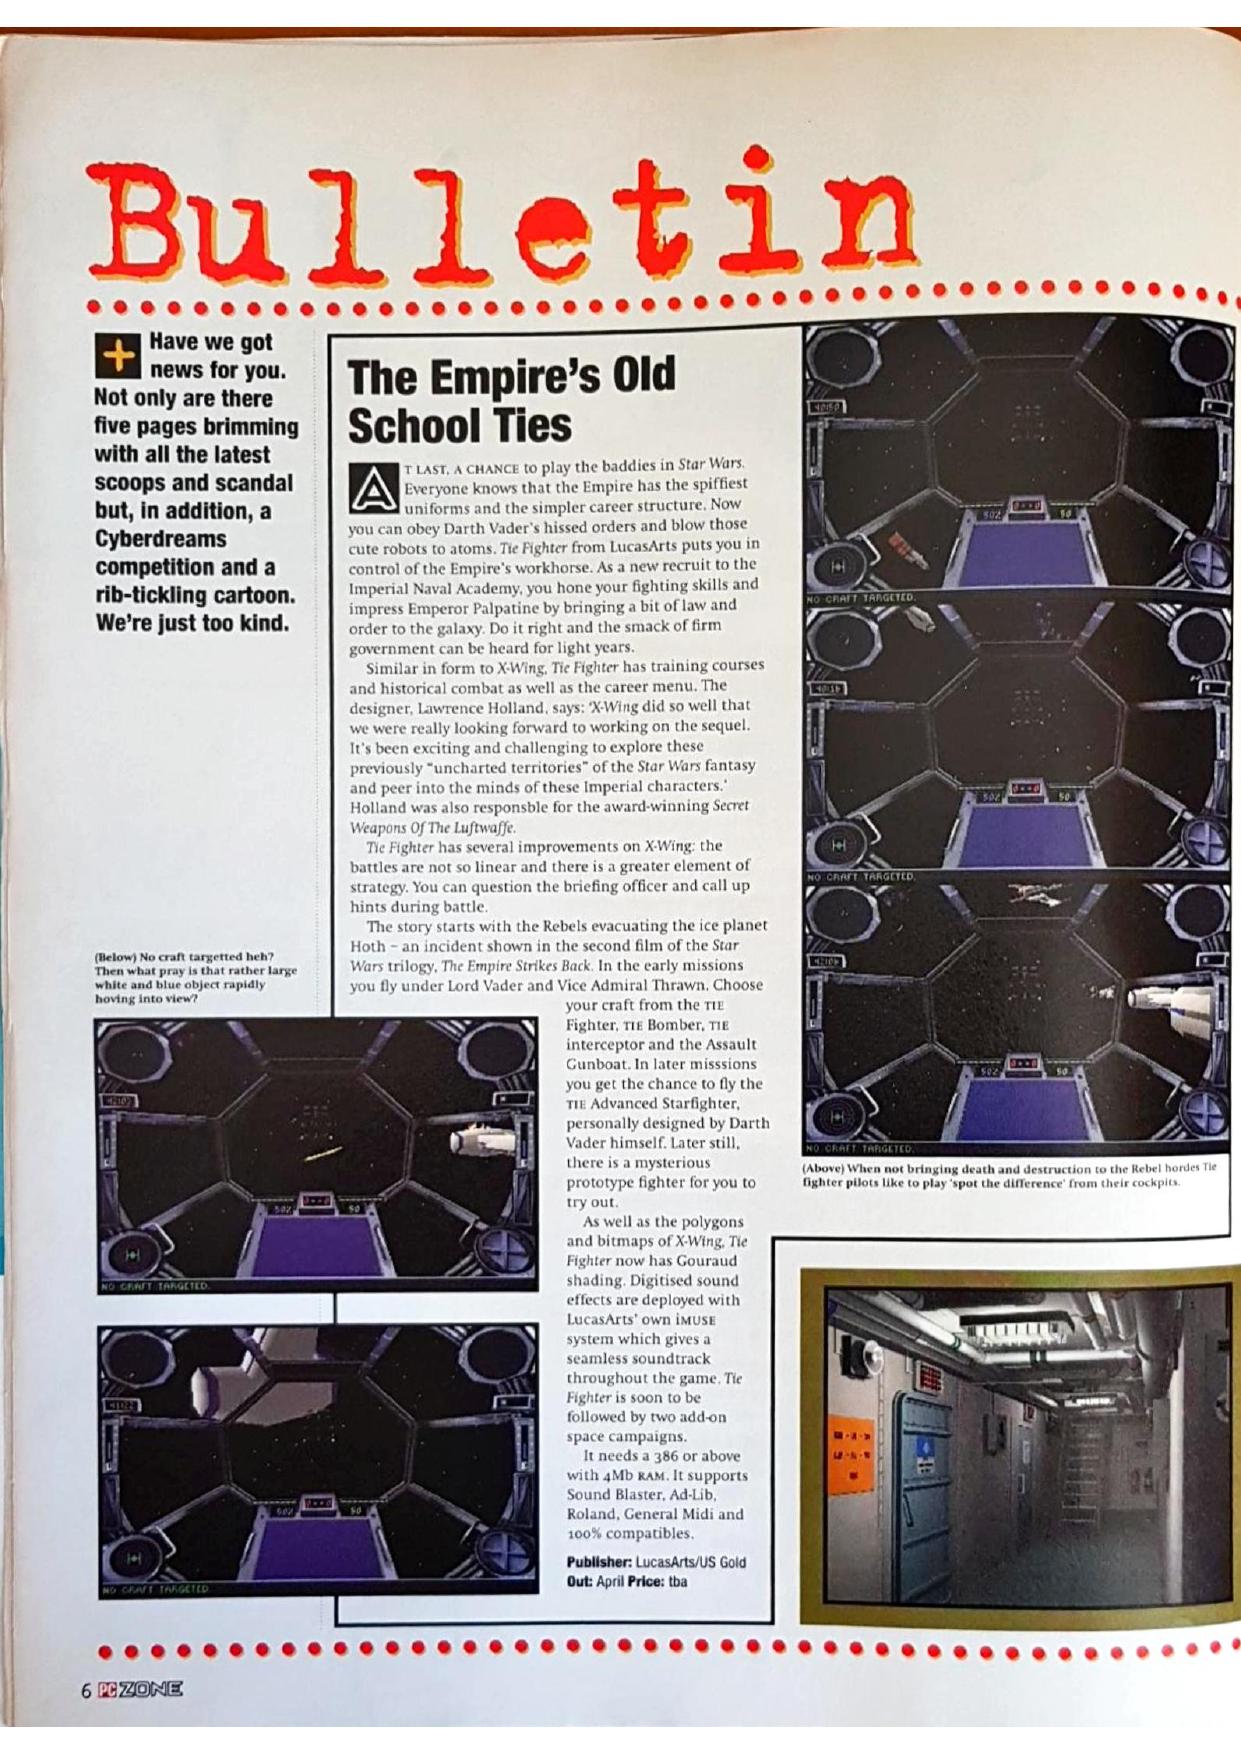 Bulletin
Have we got
news for you.
Not only are there
five pages brimming
with all the latest
scoops and scandal
but, in addition, a
Cyberdreams
competition and a
rib-tickling cartoon.
We're just too kind.
The Empire's Old
School Ties
AT LAST, A CHANCE to play the baddies in Star Wars.
Everyone knows that the Empire has the spiffiest
uniforms and the simpler career structure. Now
you can obey Darth Vader's hissed orders and blow those
cute robots to atoms. Tie Fighter from LucasArts puts you in
control of the Empire's workhorse. As a new recruit to the
Imperial Naval Academy, you hone your fighting skills and
impress Emperor Palpatine by bringing a bit of law and
order to the galaxy. Do it right and the smack of firm
government can be heard for light years.
Similar in form to X-Wing, Tie Fighter has training courses
and historical combat as well as the career menu. The
designer, Lawrence Holland, says: 'X-Wing did so well that
we were really looking forward to working on the sequel.
It's been exciting and challenging to explore these
previously "uncharted territories" of the Star Wars fantasy
and peer into the minds of these Imperial characters.'
Holland was also responsble for the award-winning Secret
Weapons Of The Luftwaffe.
Tie Fighter has several improvements on X-Wing: the
battles are not so linear and there is a greater element of
strategy. You can question the briefing officer and call up
hints during battle.
The story starts with the Rebels evacuating the ice planet
Hoth – an incident shown in the second film of the Star
Wars trilogy, The Empire Strikes Back. In the early missions
you fly under Lord Vader and Vice Admiral Thrawn. Choose
your craft from the TIE
Fighter, TIE Bomber, TIE
interceptor and the Assault
Gunboat. In later misssions
you get the chance to fly the
TIE Advanced Starfighter,
personally designed by Darth
Vader himself. Later still,
there is a mysterious
prototype fighter for you to
try out.
As well as the polygons
and bitmaps of X-Wing, Tie
Fighter now has Gouraud
shading. Digitised sound
effects are deployed with
LucasArts' own iMUSE
system which gives a
seamless soundtrack
throughout the game. Tie
Fighter is soon to be
followed by two add-on
space campaigns.
It needs a 386 or above
with 4Mb RAM. It supports
Sound Blaster, Ad-Lib,
Roland, General Midi and
100% compatibles.
Publisher: LucasArts/US Gold
Out: April Price: tba
(Below) No craft targetted heh?
Then what pray is that rather large
white and blue object rapidly
hoving into view?
NO CRAFT TARGETED.
NO CRAFT TARGETED.
NO CRAFT TARGETED.
NO CRAFT TARGETED.
NO CRAFT TARGETED.
(Above) When not bringing death and destruction to the Rebel hordes Tie
fighter pilots like to play 'spot the difference' from their cockpits.
6 PC ZONE